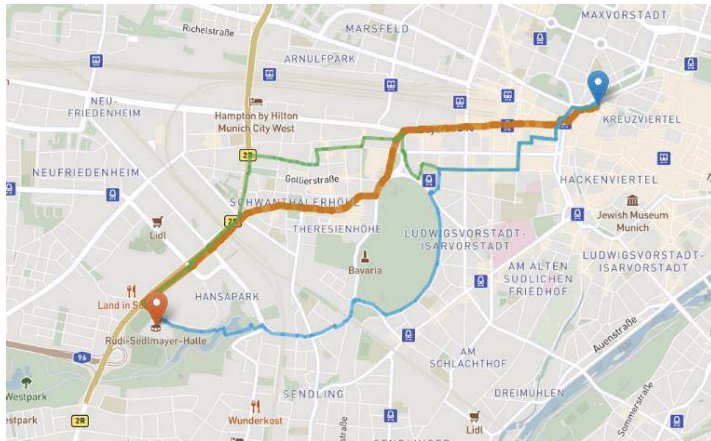 MAXVORSTADT
Richelstraße
MARSFELD
ARNULFPARK
NEU-
FRIEDENHEIM
Hampton by Hilton
Munich City West
KREUZVIERTEL
NEUFRIEDENHEIM
Gollierstraße
HACKENVIERTEL
SCHWANTHALERHÖHE
Jewish Museum
Munich
Lidl
THERESIENHÖHE
LUDWIGSVORSTADT-
ISARVORSTADT
LUDWIGSVORSTADT-
ISARVORSTADT
Bavaria
AM ALTEN
SÜDLICHEN
FRIEDHOF
HANSAPARK
Land in
Rudi-Sedlmayer-Halle
Auenstraße
96
AM
SCHLACHTHOF
Westpark
SENDLING
DREIMÜHLEN
Sommerstraße
2R
Wunderkost
Lidl